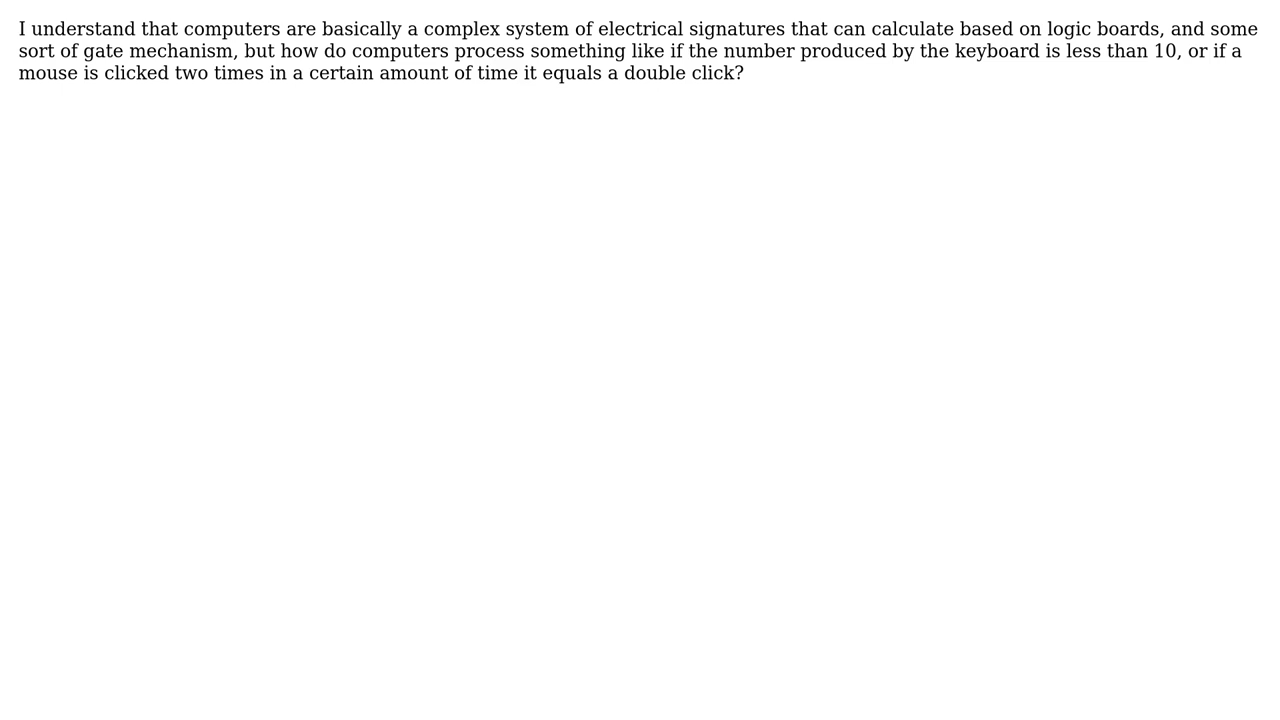 I understand that computers are basically a complex system of electrical signatures that can calculate based on logic boards, and some
sort of gate mechanism, but how do computers process something like if the number produced by the keyboard is less than 10, or if a
mouse is clicked two times in a certain amount of time it equals a double click?